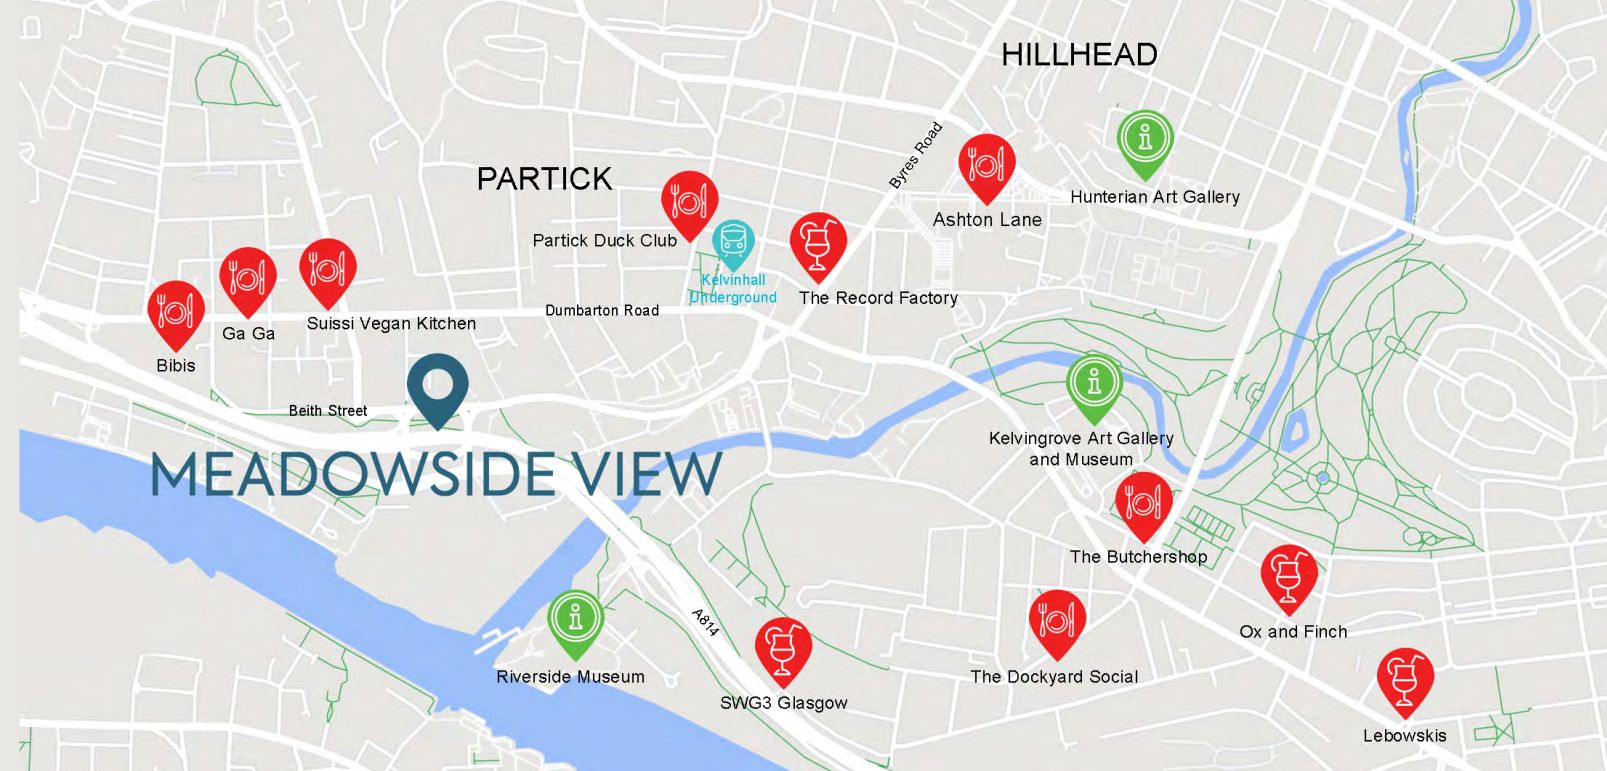 HILLHEAD
Byres Road
PARTICK
Hunterian Art Gallery
Ashton Lane
Partick Duck Club
Kelvinhall
Underground
The Record Factory
Dumbarton Road
Suissi Vegan Kitchen
Ga Ga
Bibis
Beith Street
MEADOWSIDE VIEW
Kelvingrove Art Gallery
and Museum
The Butchershop
A814
Ox and Finch
Riverside Museum
The Dockyard Social
SWG3 Glasgow
Lebowskis